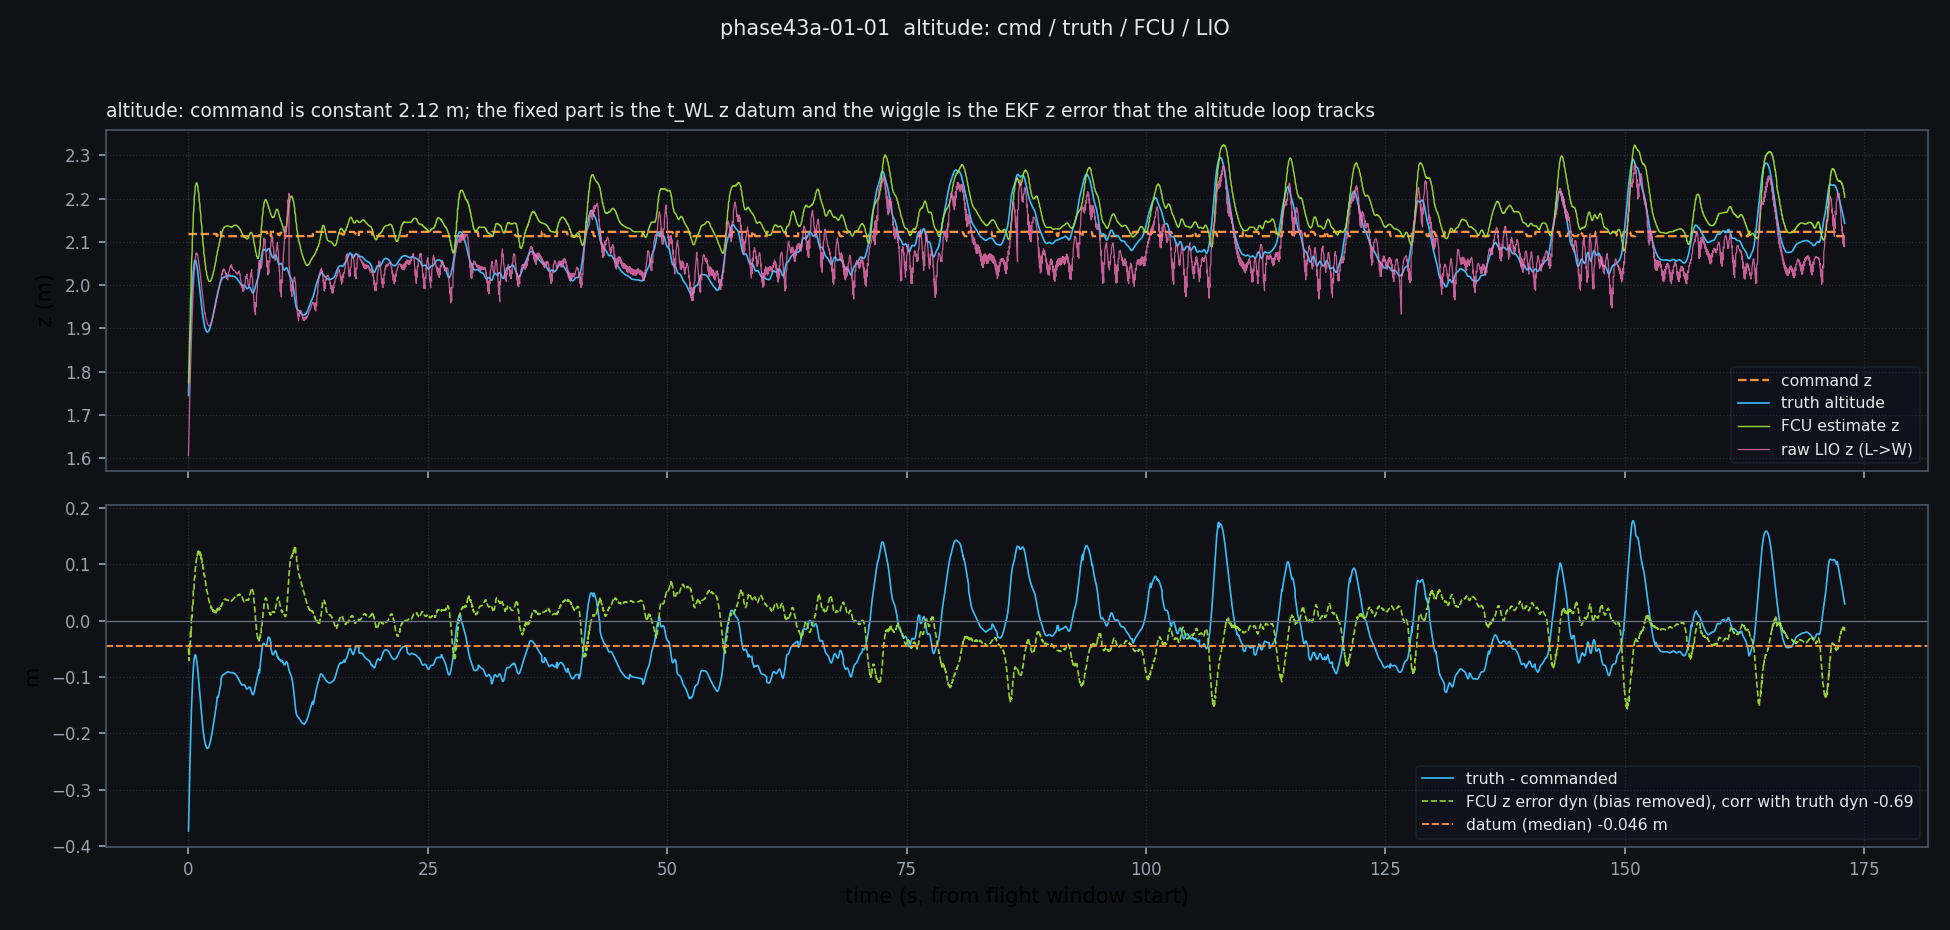 phase43a-01-01  altitude: cmd / truth / FCU / LIO
altitude: command is constant 2.12 m; the fixed part is the t_WL z datum and the wiggle is the EKF z error that the altitude loop tracks
z (m)
2.3
2.2
2.1
2.0
1.9
1.8
1.7
1.6
command z
truth altitude
FCU estimate z
raw LIO z (L->W)
m
0.2
0.1
0.0
−0.1
−0.2
−0.3
−0.4
truth - commanded
FCU z error dyn (bias removed), corr with truth dyn -0.69
datum (median) -0.046 m
0 25 50 75 100 125 150 175
time (s, from flight window start)